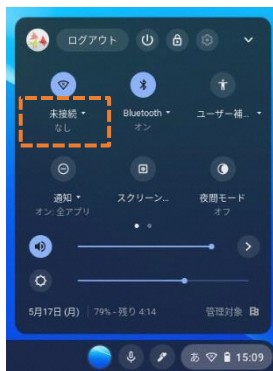 ログアウト
未接続
なし
Bluetooth
オン
ユーザー補...
通知
オン: 全アプリ
スクリーン...
夜間モード
オフ
5月17日 (月)
79% - 残り 4:14
管理対象
あ
15:09